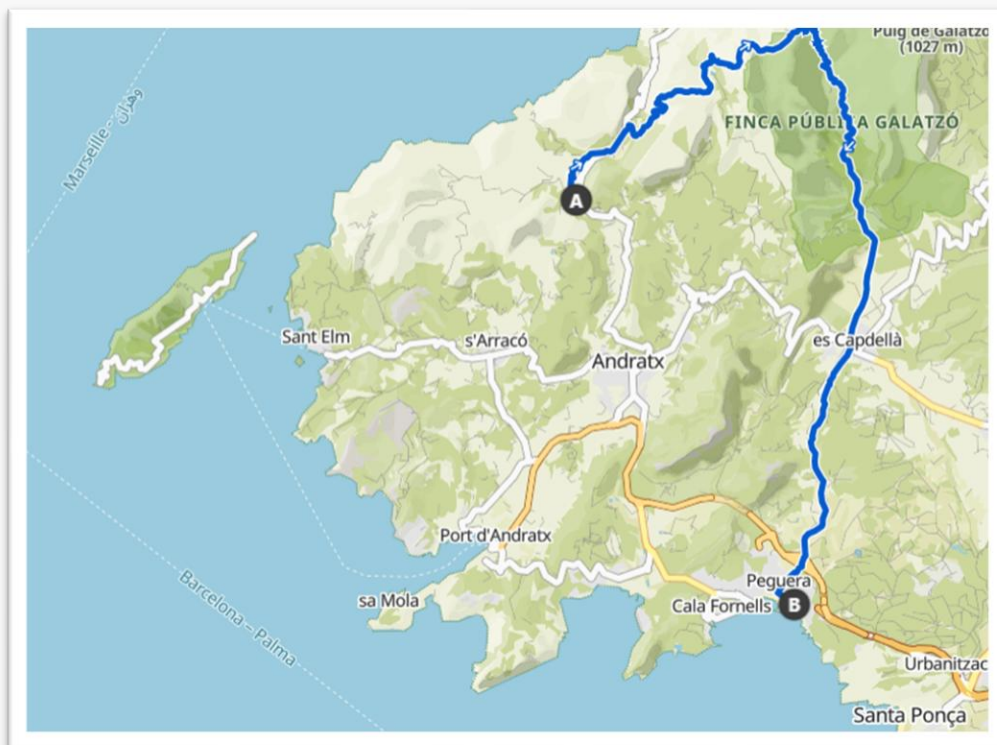 Puig de Galatzó
(1027 m)
Marseille - وهران
FINCA PÚBLICA GALATZÓ
A
Sant Elm
s'Arracó
Andratx
es Capdellà
Port d'Andratx
Peguera
sa Mola
Cala Fornells
B
Barcelona – Palma
Urbanitzac
Santa Ponça